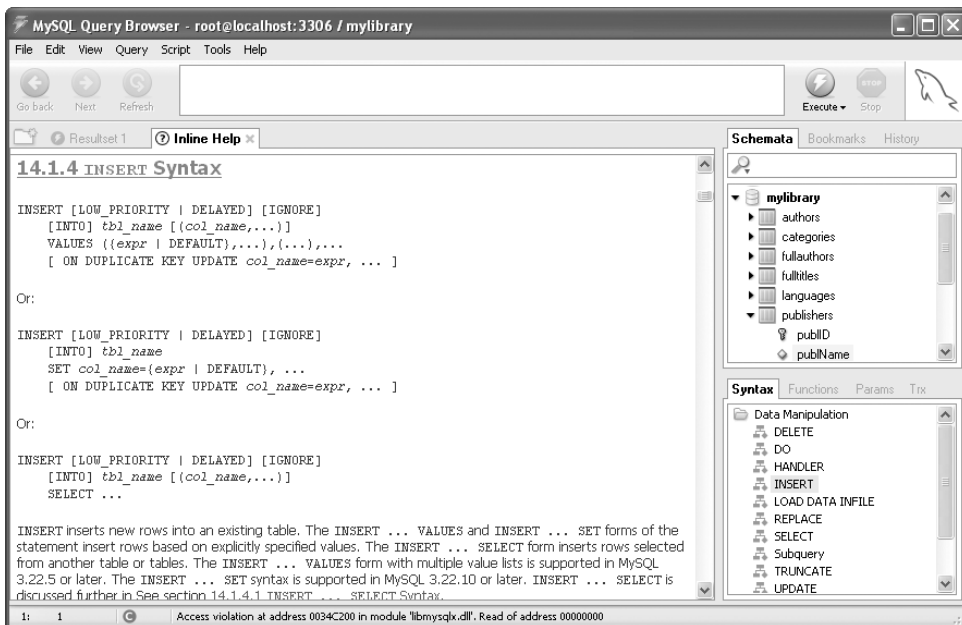 MySQL Query Browser - root@localhost:3306 / mylibrary
File Edit View Query Script Tools Help
Go back Next Refresh
Execute Stop
Resultset 1 Inline Help
14.1.4 INSERT Syntax
INSERT [LOW_PRIORITY | DELAYED] [IGNORE]
[INTO] tbl_name [(col_name,...)]
VALUES ({expr | DEFAULT},...),(...),...
[ ON DUPLICATE KEY UPDATE col_name=expr, ... ]
Or:
INSERT [LOW_PRIORITY | DELAYED] [IGNORE]
[INTO] tbl_name
SET col_name={expr | DEFAULT}, ...
[ ON DUPLICATE KEY UPDATE col_name=expr, ... ]
Or:
INSERT [LOW_PRIORITY | DELAYED] [IGNORE]
[INTO] tbl_name [(col_name,...)]
SELECT ...
INSERT inserts new rows into an existing table. The INSERT ... VALUES and INSERT ... SET forms of the
statement insert rows based on explicitly specified values. The INSERT ... SELECT form inserts rows selected
from another table or tables. The INSERT ... VALUES form with multiple value lists is supported in MySQL
3.22.5 or later. The INSERT ... SET syntax is supported in MySQL 3.22.10 or later. INSERT ... SELECT is
discussed further in See section 14.1.4.1 INSERT ... SELECT Syntax.
Schemata Bookmarks History
mylibrary
authors
categories
fullauthors
fulltitles
languages
publishers
publID
publName
Syntax Functions Params Trx
Data Manipulation
DELETE
DO
HANDLER
INSERT
LOAD DATA INFILE
REPLACE
SELECT
Subquery
TRUNCATE
UPDATE
1: 1 Access violation at address 0034C200 in module 'libmysqlx.dll'. Read of address 00000000